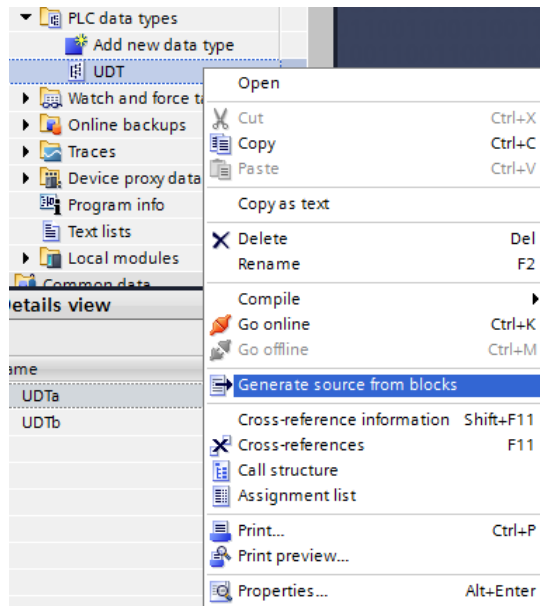 PLC data types
Add new data type
UDT
Watch and force ta
Online backups
Traces
Device proxy data
Program info
Text lists
Local modules
Common data
etails view
ame
UDTa
UDTb
Open
Cut Ctrl+X
Copy Ctrl+C
Paste Ctrl+V
Copy as text
Delete Del
Rename F2
Compile
Go online Ctrl+K
Go offline Ctrl+M
Generate source from blocks
Cross-reference information Shift+F11
Cross-references F11
Call structure
Assignment list
Print... Ctrl+P
Print preview...
Properties... Alt+Enter